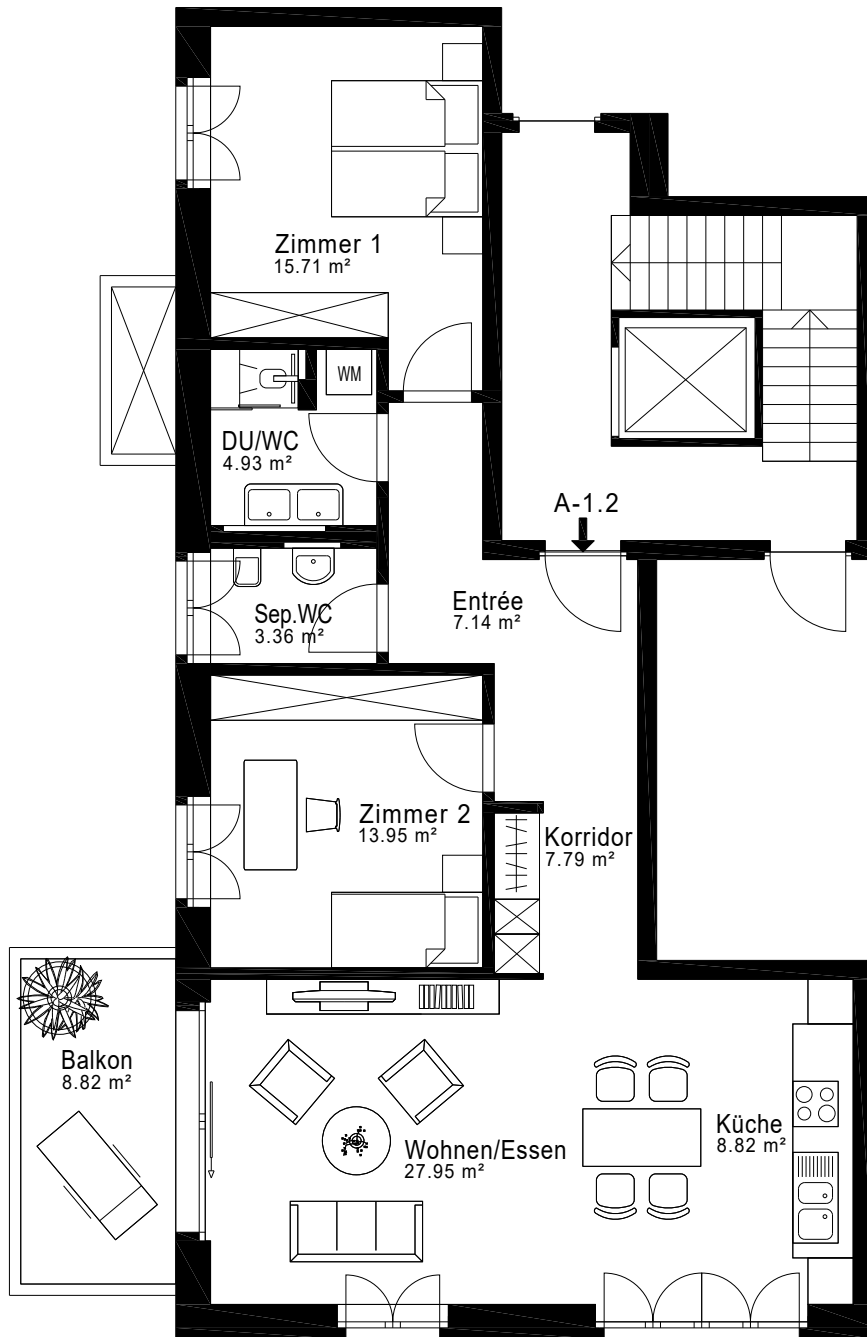 Zimmer 1
15.71 m²
WM
DU/WC
4.93 m²
A-1.2
Sep.WC
3.36 m²
Entrée
7.14 m²
Zimmer 2
13.95 m²
Korridor
7.79 m²
Balkon
8.82 m²
Wohnen/Essen
27.95 m²
Küche
8.82 m²